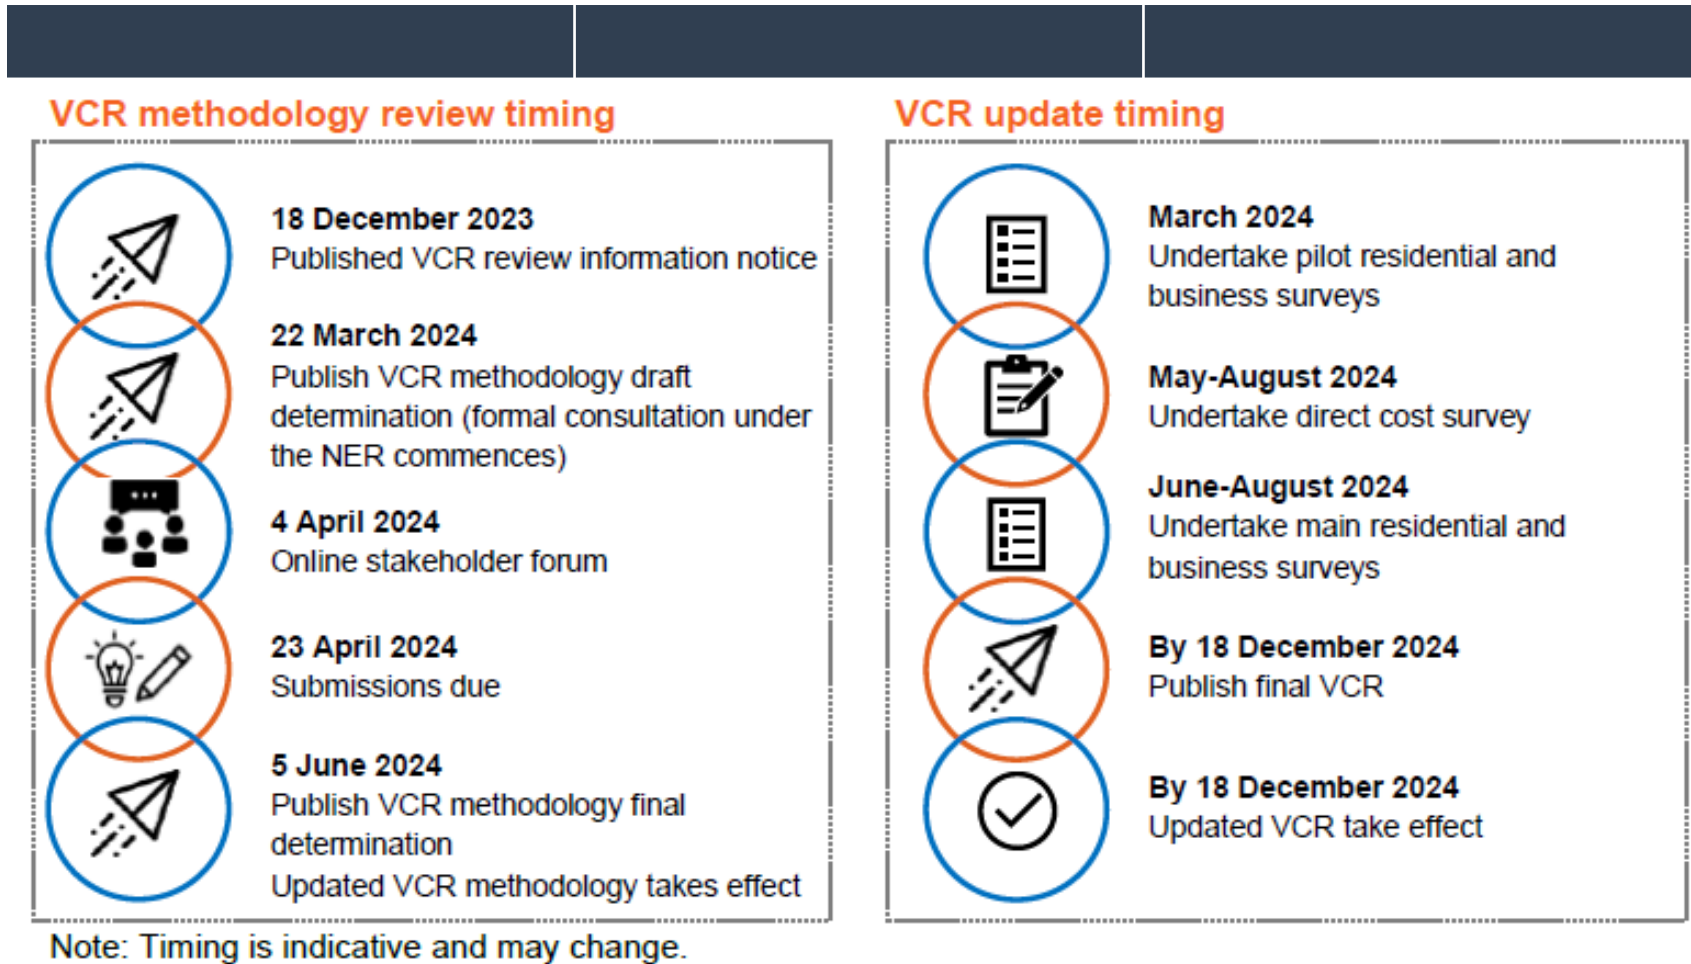 VCR methodology review timing
18 December 2023
Published VCR review information notice
22 March 2024
Publish VCR methodology draft
determination (formal consultation under
the NER commences)
4 April 2024
Online stakeholder forum
23 April 2024
Submissions due
5 June 2024
Publish VCR methodology final
determination
Updated VCR methodology takes effect
VCR update timing
March 2024
Undertake pilot residential and
business surveys
May-August 2024
Undertake direct cost survey
June-August 2024
Undertake main residential and
business surveys
By 18 December 2024
Publish final VCR
By 18 December 2024
Updated VCR take effect
Note: Timing is indicative and may change.